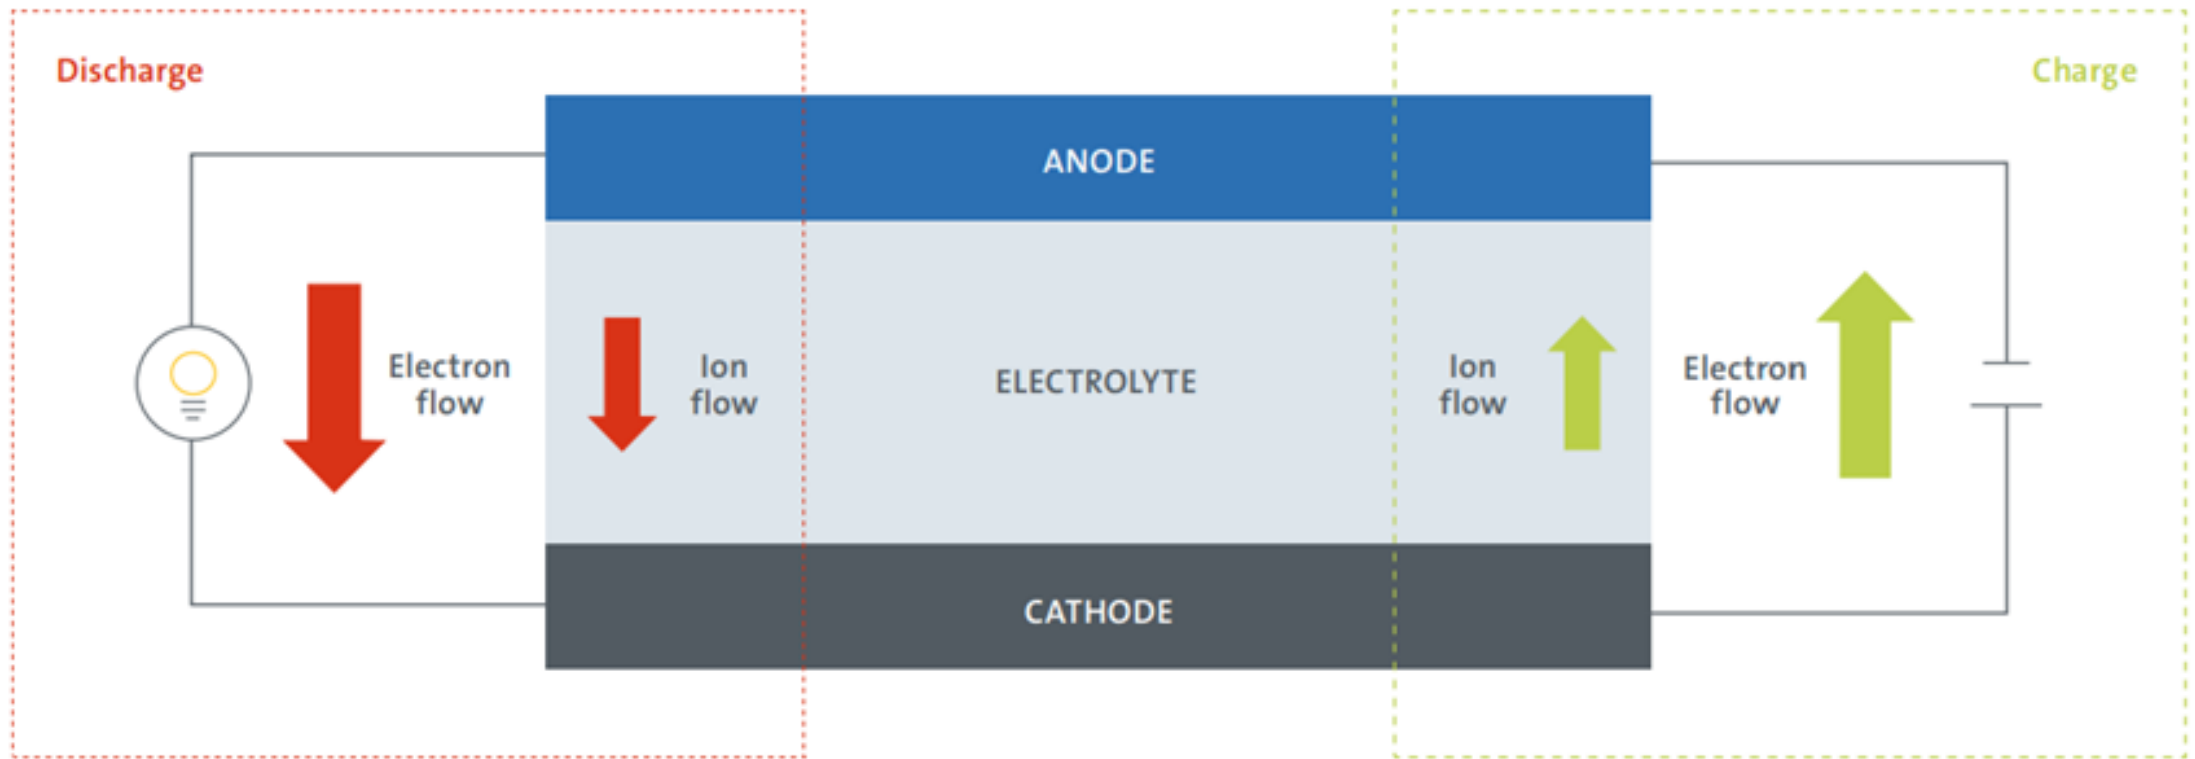 Discharge
Charge
ANODE
Electron
flow
Ion
flow
ELECTROLYTE
Ion
flow
Electron
flow
CATHODE